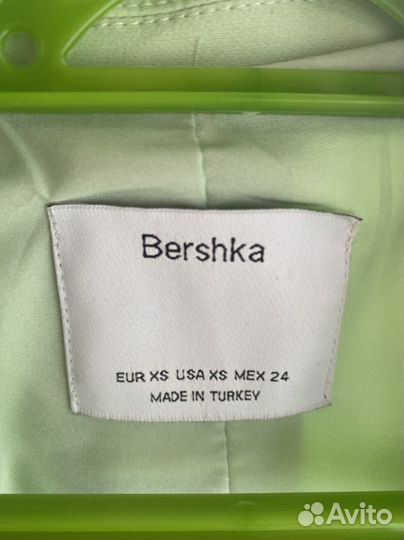 Bershka
EUR XS USA XS MEX 24
MADE IN TURKEY
Avito